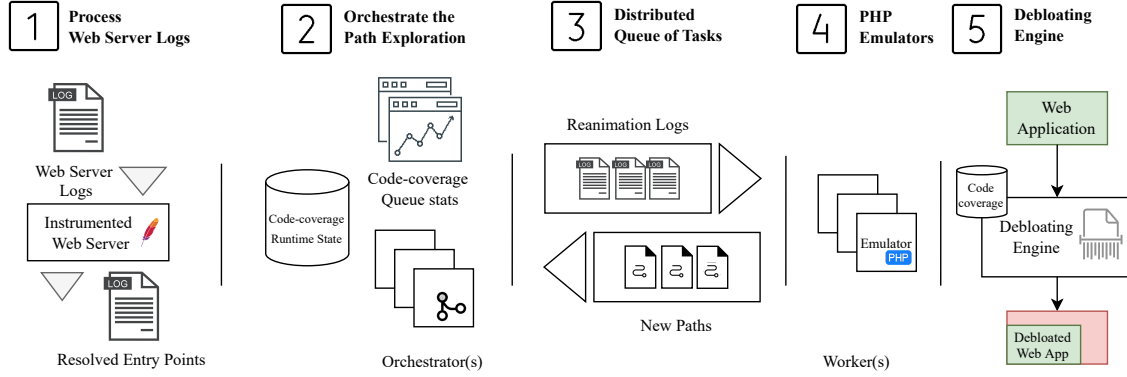 1
Process
Web Server Logs
LOG
Web Server
Logs
Instrumented
Web Server
LOG
Resolved Entry Points
2
Orchestrate the
Path Exploration
Code-coverage
Queue stats
Code-coverage
Runtime State
Orchestrator(s)
3
Distributed
Queue of Tasks
Reanimation Logs
LOG LOG LOG
New Paths
4
PHP
Emulators
Emulator
PHP
Worker(s)
5
Debloating
Engine
Web
Application
Code
coverage
Debloating
Engine
Debloated
Web App